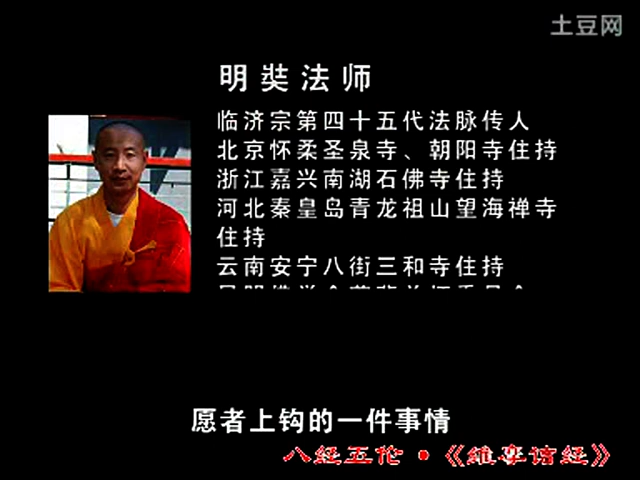 土豆网
明奘法师
临济宗第四十五代法脉传人
北京怀柔圣泉寺、朝阳寺住持
浙江嘉兴南湖石佛寺住持
河北秦皇岛青龙祖山望海禅寺
住持
云南安宁八街三和寺住持
愿者上钩的一件事情
八经五伦·《維摩诘经》